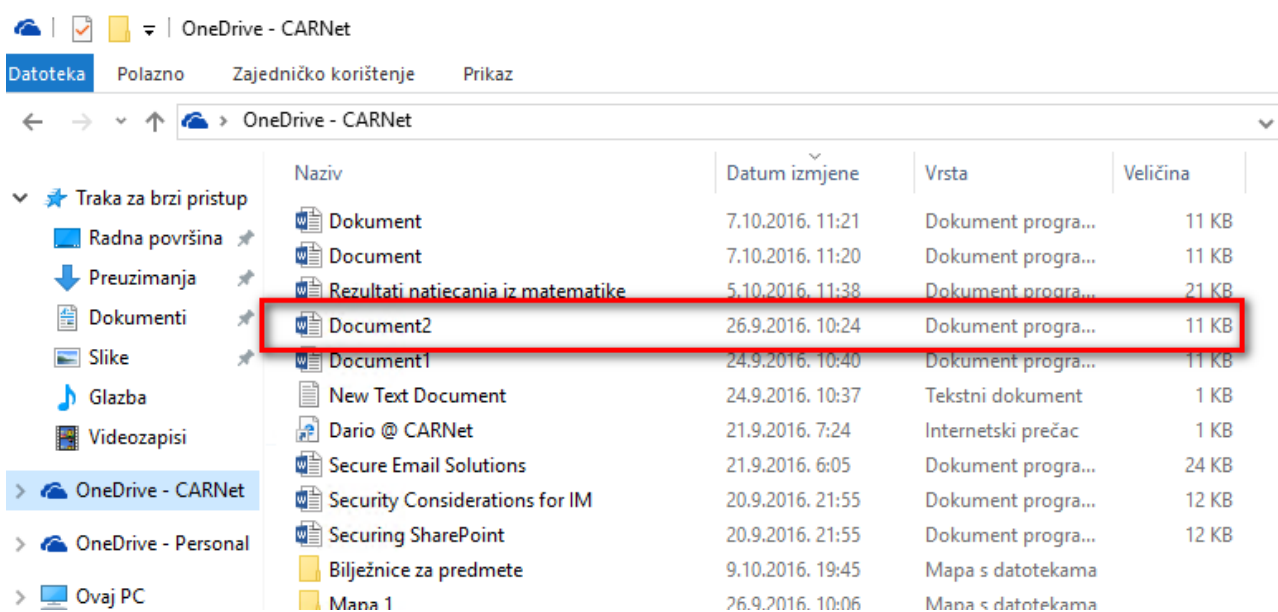 OneDrive - CARNet
Datoteka Polazno Zajedničko korištenje Prikaz
OneDrive - CARNet
Traka za brzi pristup
Radna površina
Preuzimanja
Dokumenti
Slike
Glazba
Videozapisi
OneDrive - CARNet
OneDrive - Personal
Ovaj PC
Naziv Datum izmjene Vrsta Veličina
Dokument 7.10.2016. 11:21 Dokument progra... 11 KB
Document 7.10.2016. 11:20 Dokument progra... 11 KB
Rezultati natjecanja iz matematike 5.10.2016. 11:38 Dokument progra... 21 KB
Document2 26.9.2016. 10:24 Dokument progra... 11 KB
Document1 24.9.2016. 10:40 Dokument progra... 11 KB
New Text Document 24.9.2016. 10:37 Tekstni dokument 1 KB
Dario @ CARNet 21.9.2016. 7:24 Internetski prečac 1 KB
Secure Email Solutions 21.9.2016. 6:05 Dokument progra... 24 KB
Security Considerations for IM 20.9.2016. 21:55 Dokument progra... 12 KB
Securing SharePoint 20.9.2016. 21:55 Dokument progra... 12 KB
Bilježnice za predmete 9.10.2016. 19:45 Mapa s datotekama
Mapa 1 26.9.2016. 10:06 Mapa s datotekama